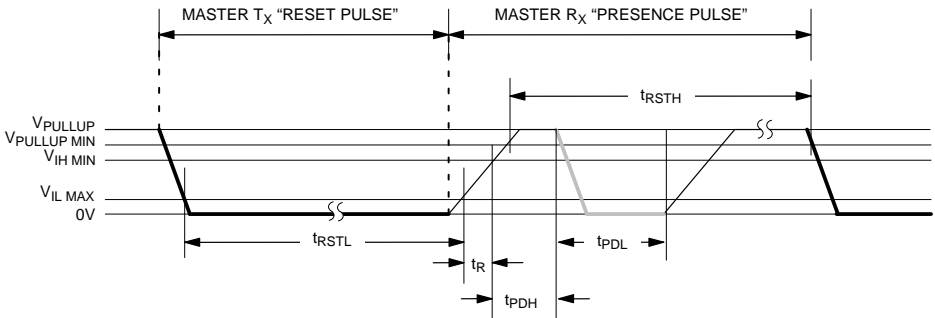 MASTER TX “RESET PULSE” MASTER RX “PRESENCE PULSE”
tRSTH
VPULLUP
VPULLUP MIN
VIH MIN
VIL MAX
0V
tRSTL
tPDL
tR
tPDH